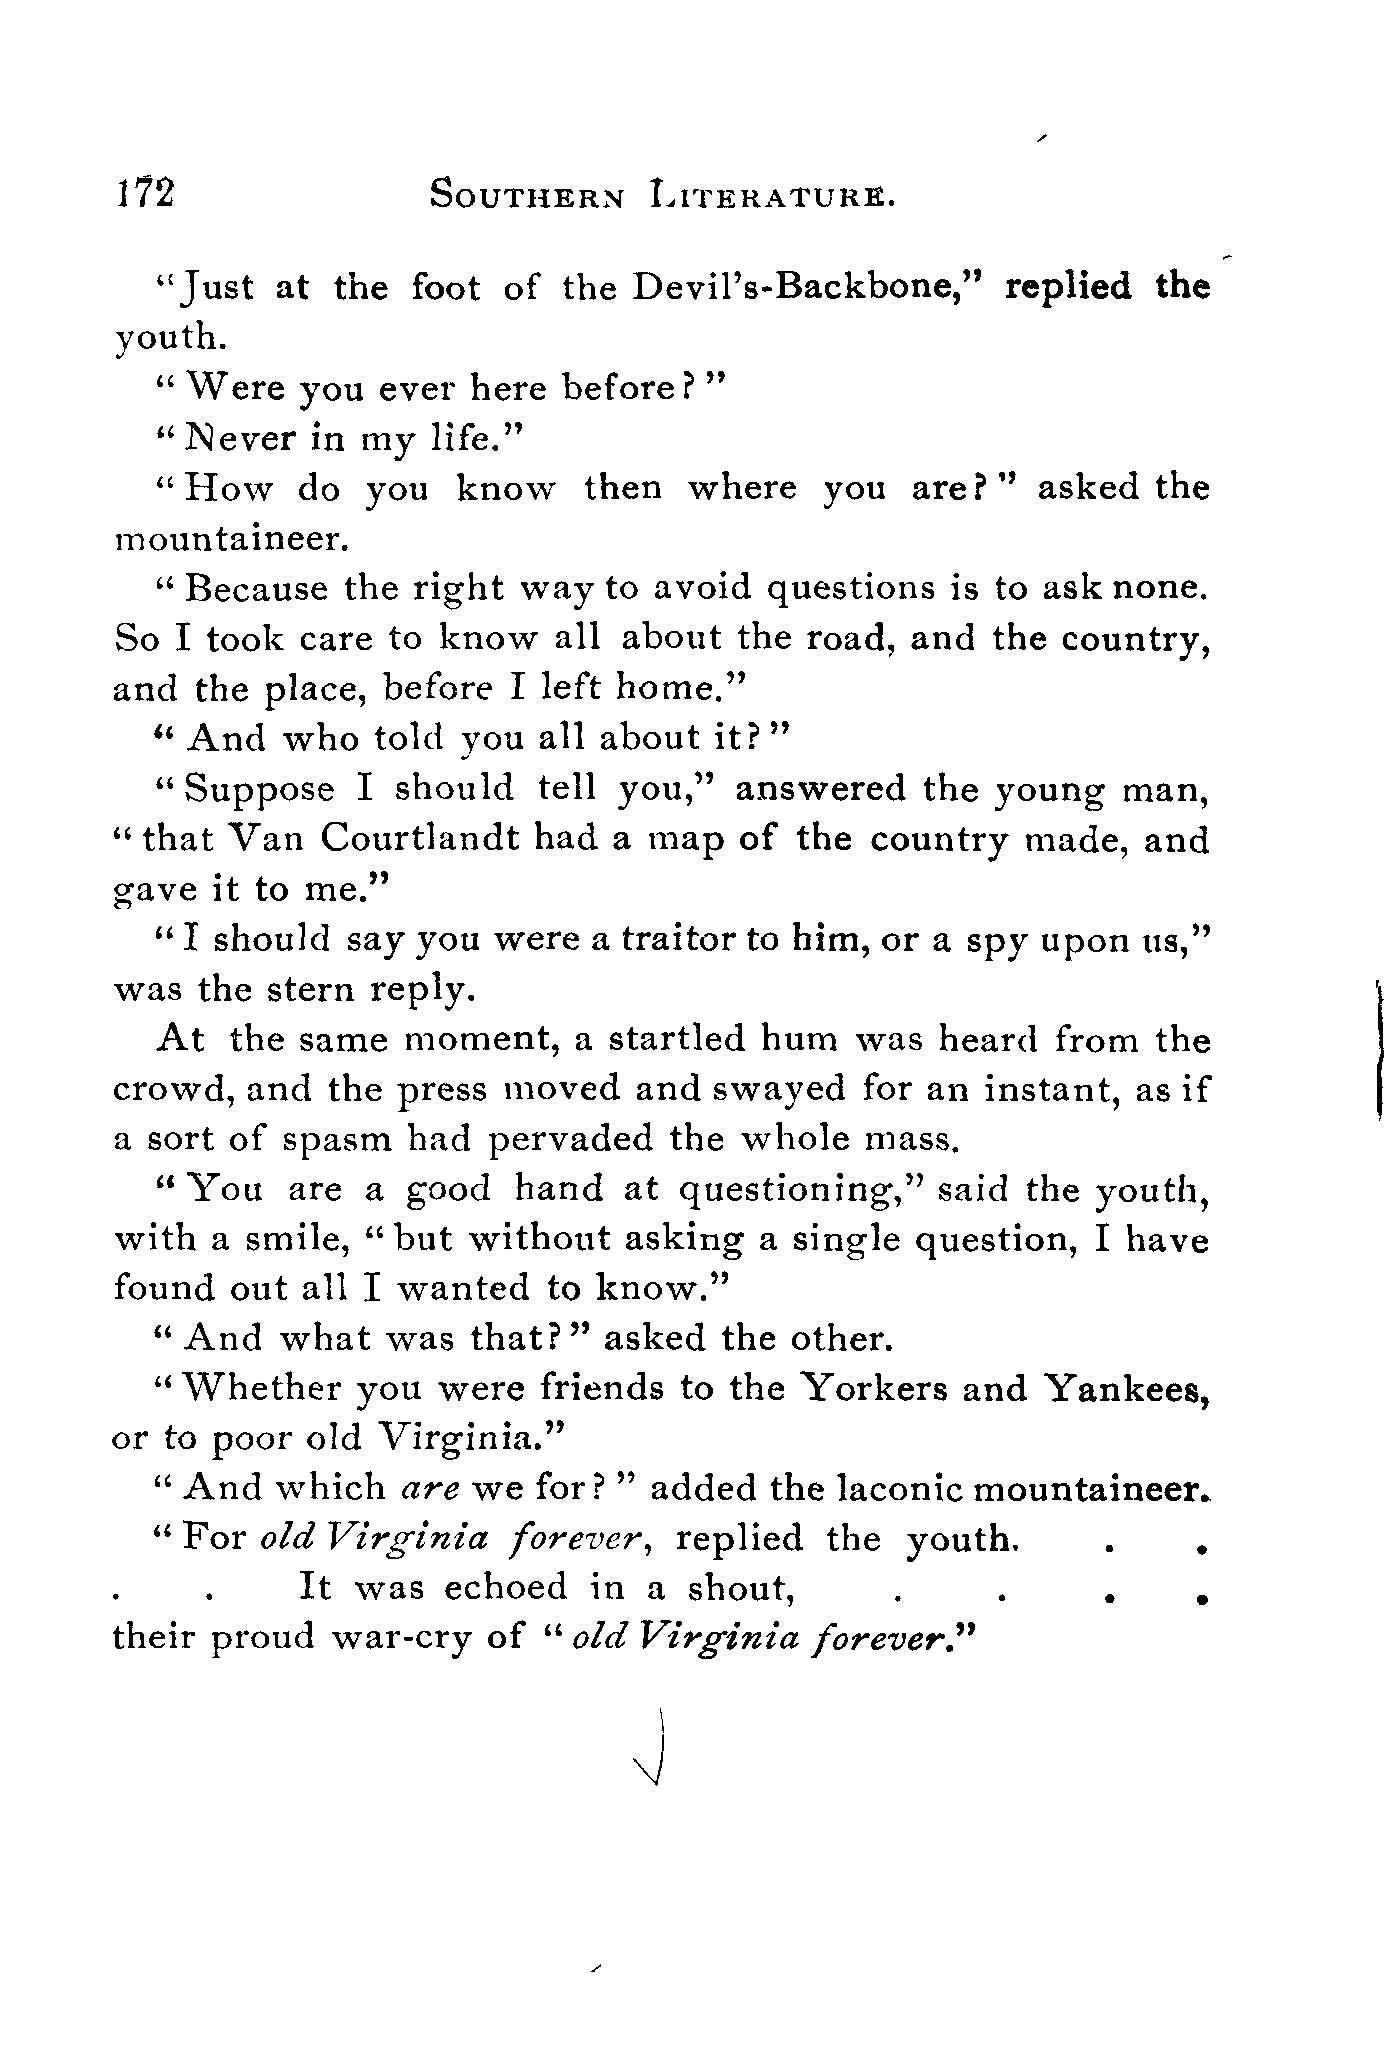 172 SOUTHERN LITERATURE.
"Just at the foot of the Devil's-Backbone," replied the
youth.
"Were you ever here before?"
"Never in my life."
"How do you know then where you are?" asked the
mountaineer.
"Because the right way to avoid questions is to ask none.
So I took care to know all about the road, and the country,
and the place, before I left home."
"And who told you all about it?"
"Suppose I should tell you," answered the young man,
"that Van Courtlandt had a map of the country made, and
gave it to me."
"I should say you were a traitor to him, or a spy upon us,"
was the stern reply.
At the same moment, a startled hum was heard from the
crowd, and the press moved and swayed for an instant, as if
a sort of spasm had pervaded the whole mass.
"You are a good hand at questioning," said the youth,
with a smile, "but without asking a single question, I have
found out all I wanted to know."
"And what was that?" asked the other.
"Whether you were friends to the Yorkers and Yankees,
or to poor old Virginia."
"And which are we for?" added the laconic mountaineer.
"For old Virginia forever, replied the youth. . .
. . It was echoed in a shout, . . . .
their proud war-cry of "old Virginia forever."